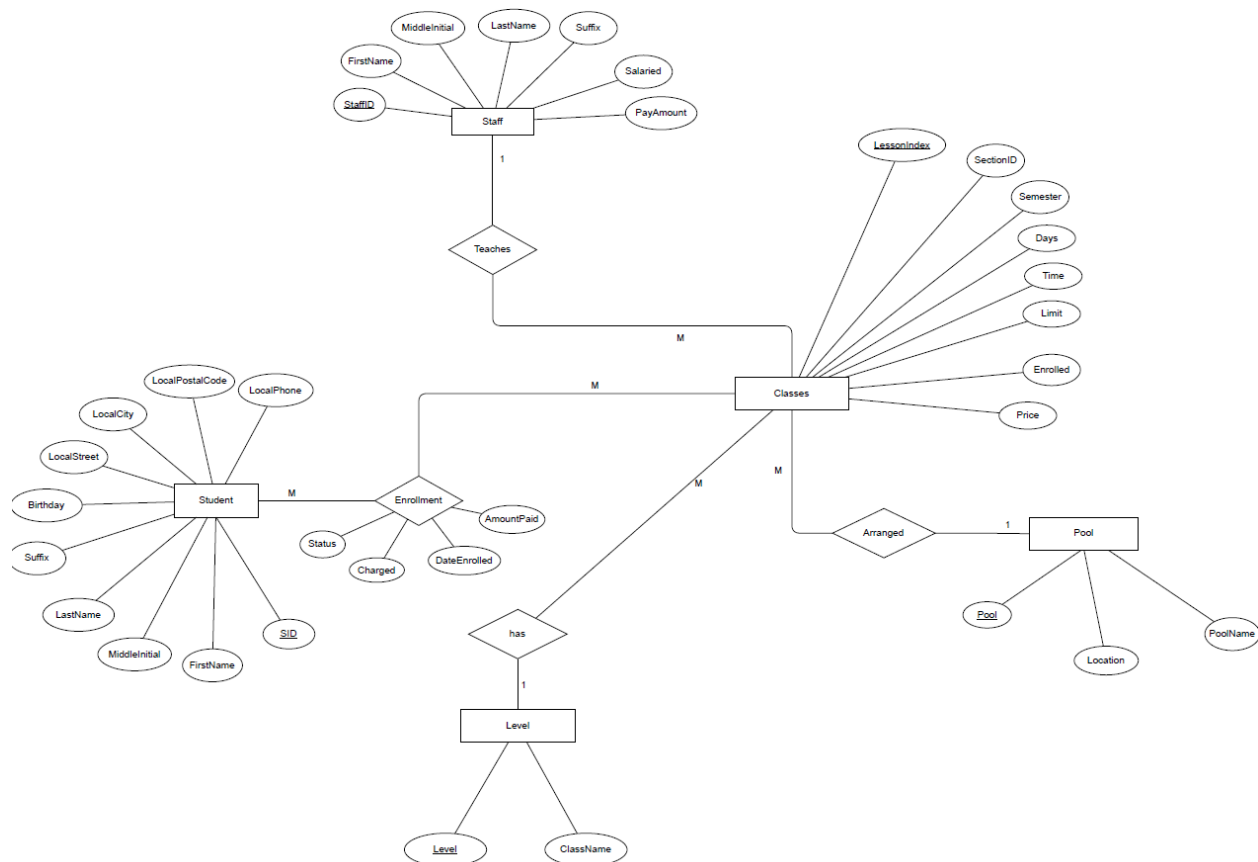 MiddleInitial
LastName
Suffix
FirstName
Salaried
StaffID
PayAmount
Staff
1
Teaches
M
LessonIndex
SectionID
Semester
Days
Time
Limit
Enrolled
Price
Classes
M
M
M
LocalPostalCode
LocalPhone
LocalCity
LocalStreet
Birthday
Suffix
LastName
MiddleInitial
FirstName
SID
Student
M
Enrollment
Status
Charged
DateEnrolled
AmountPaid
Arranged
1
Pool
Pool
Location
PoolName
has
1
Level
Level
ClassName